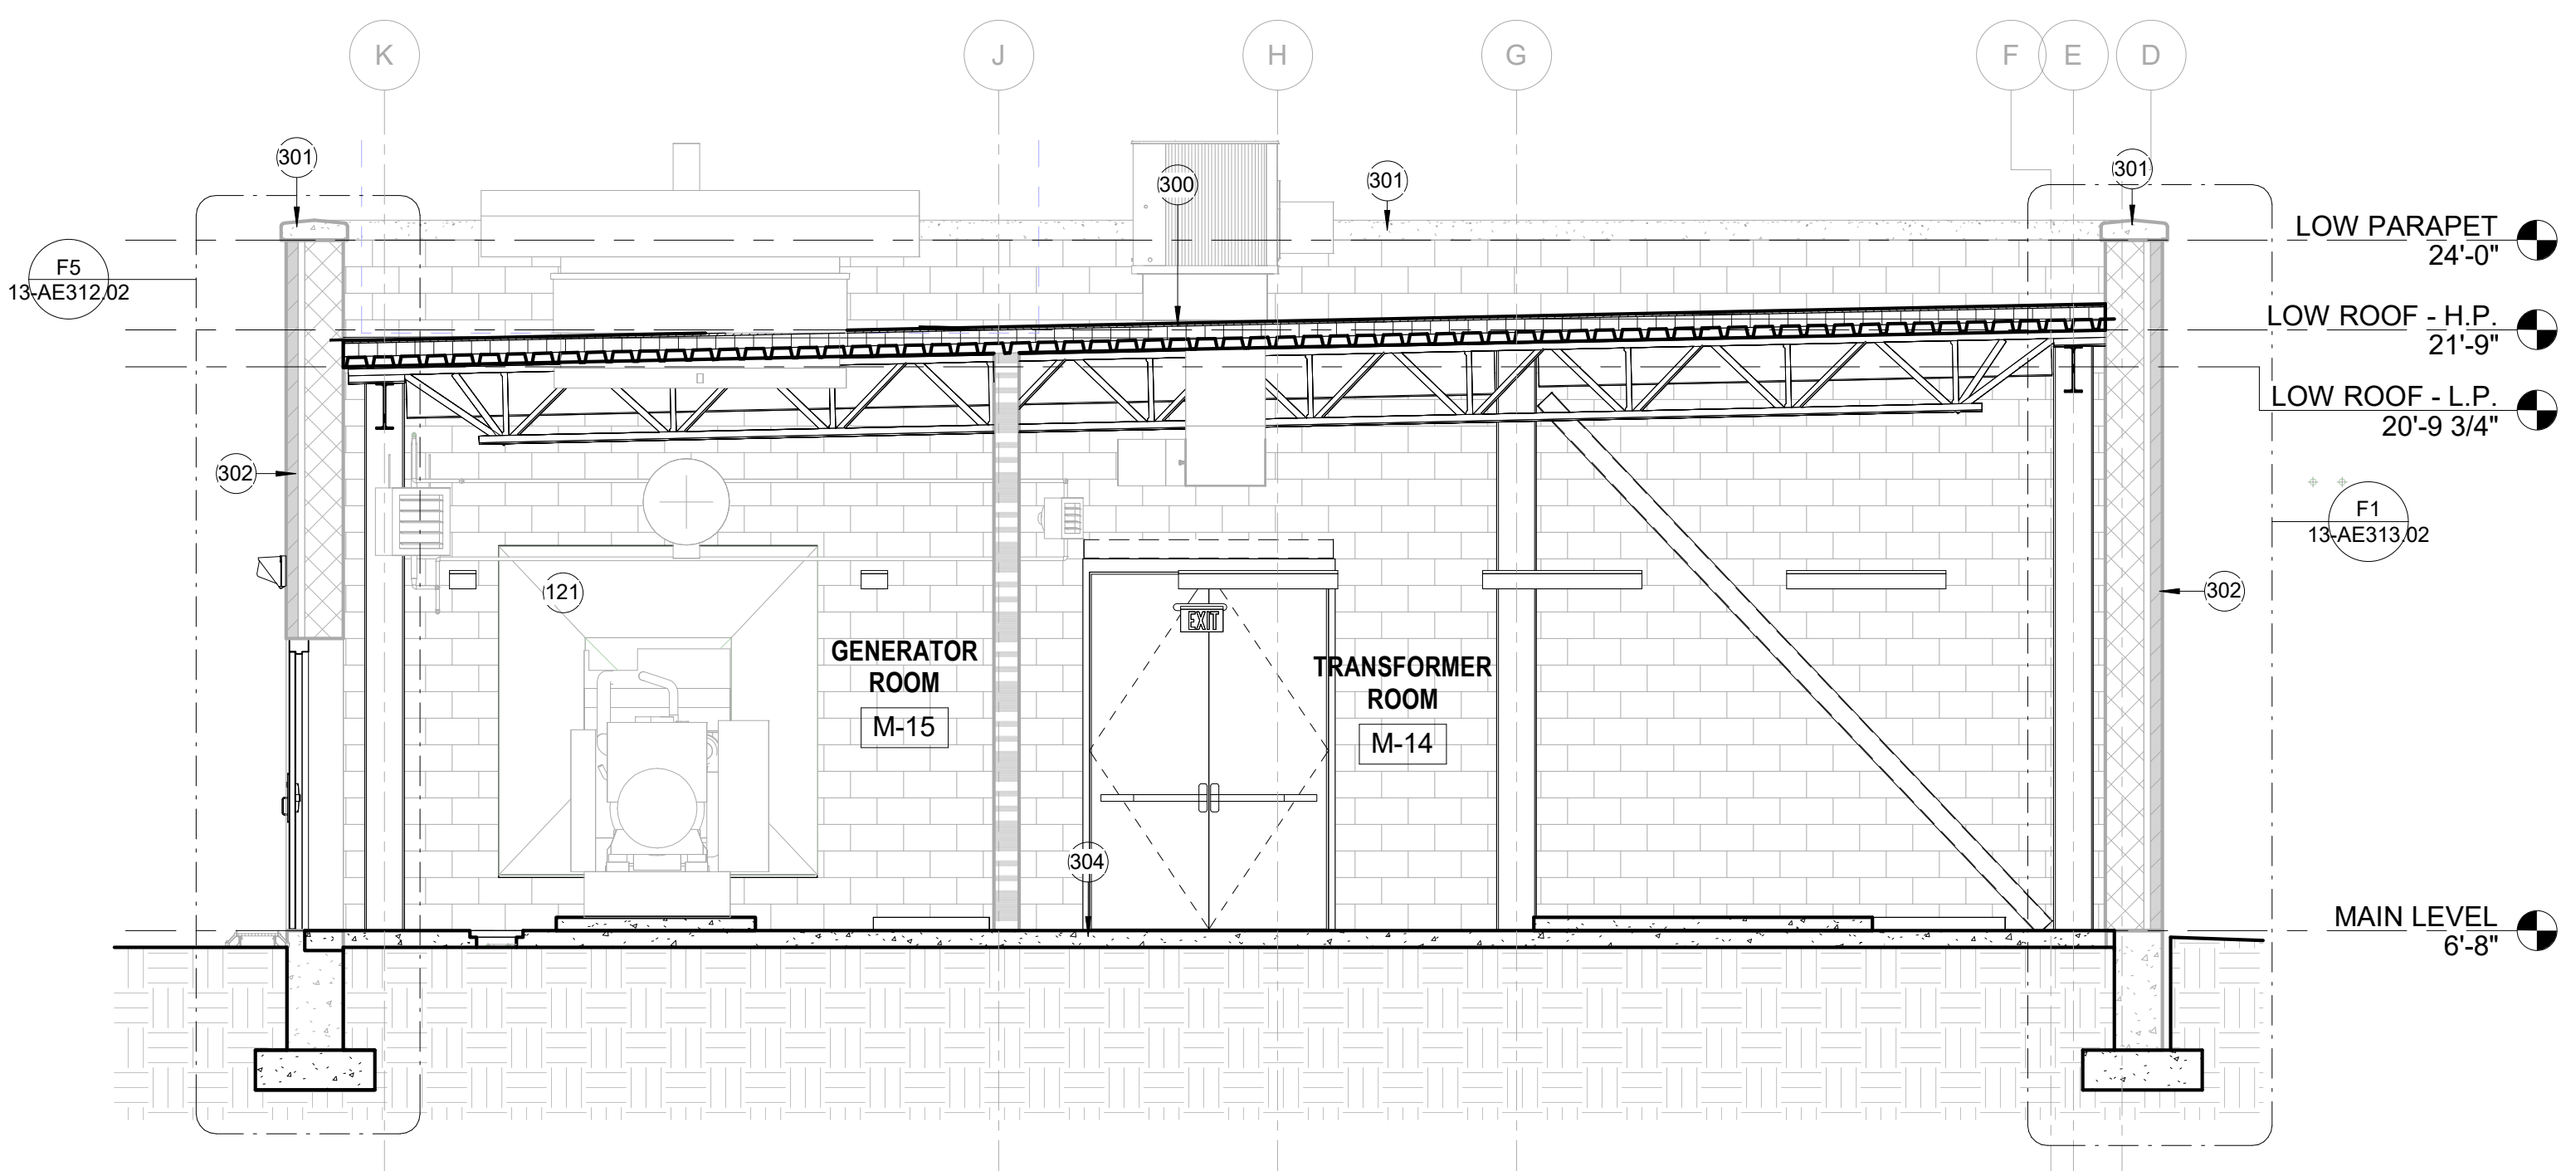 K
J
H
G
F
E
D
301
300
301
301
LOW PARAPET
24'-0"
F5
13-AE312.02
LOW ROOF - H.P.
21'-9"
LOW ROOF - L.P.
20'-9 3/4"
302
F1
13-AE313.02
121
302
EXIT
GENERATOR
ROOM
M-15
TRANSFORMER
ROOM
M-14
304
MAIN LEVEL
6'-8"